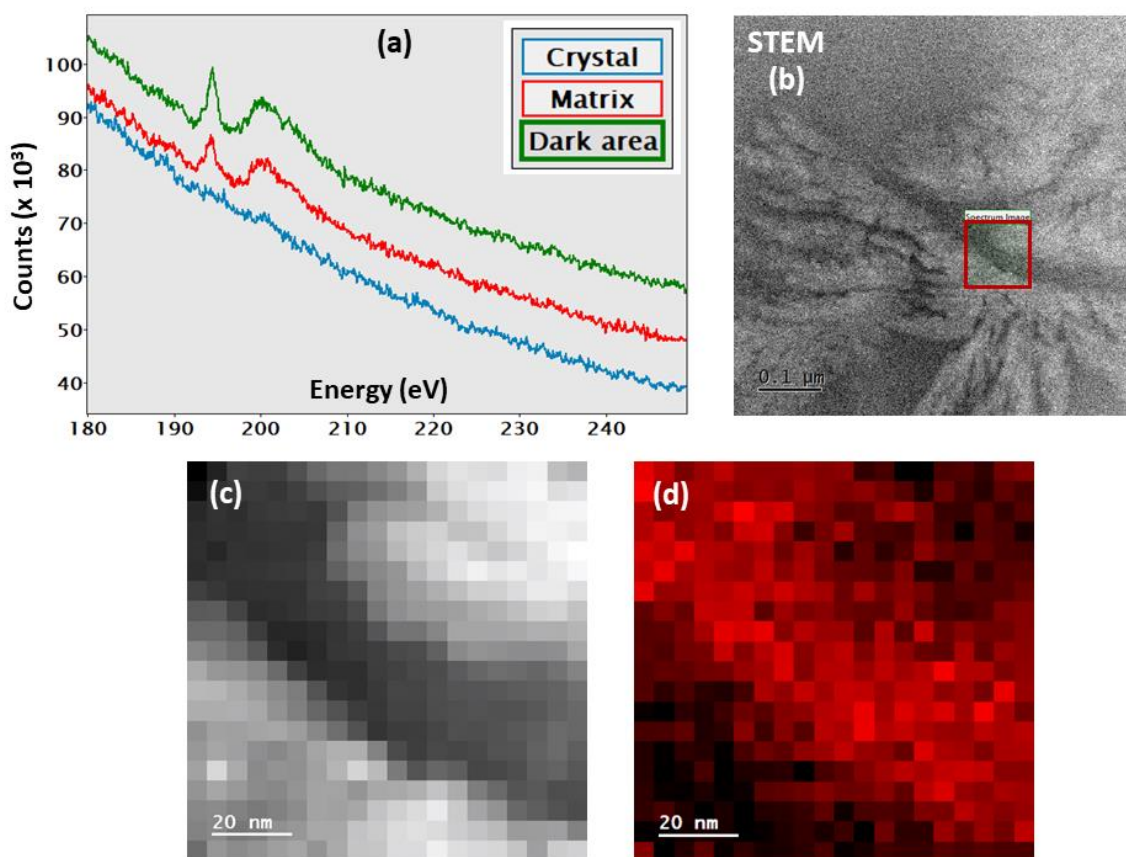 (a)
Crystal
Matrix
Dark area
100
90
80
70
60
50
40
Counts (x 10³)
Energy (eV)
180 190 200 210 220 230 240
STEM
(b)
Spectrum Image
0.1 µm
(c)
20 nm
(d)
20 nm